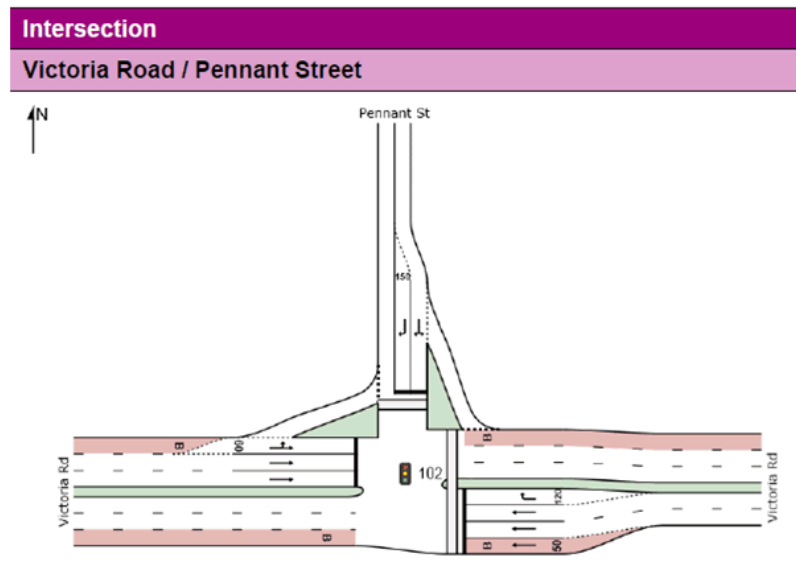 Intersection
Victoria Road / Pennant Street
N
Pennant St
150
B
60
B
102
Victoria Rd
Victoria Rd
120
B
B
50